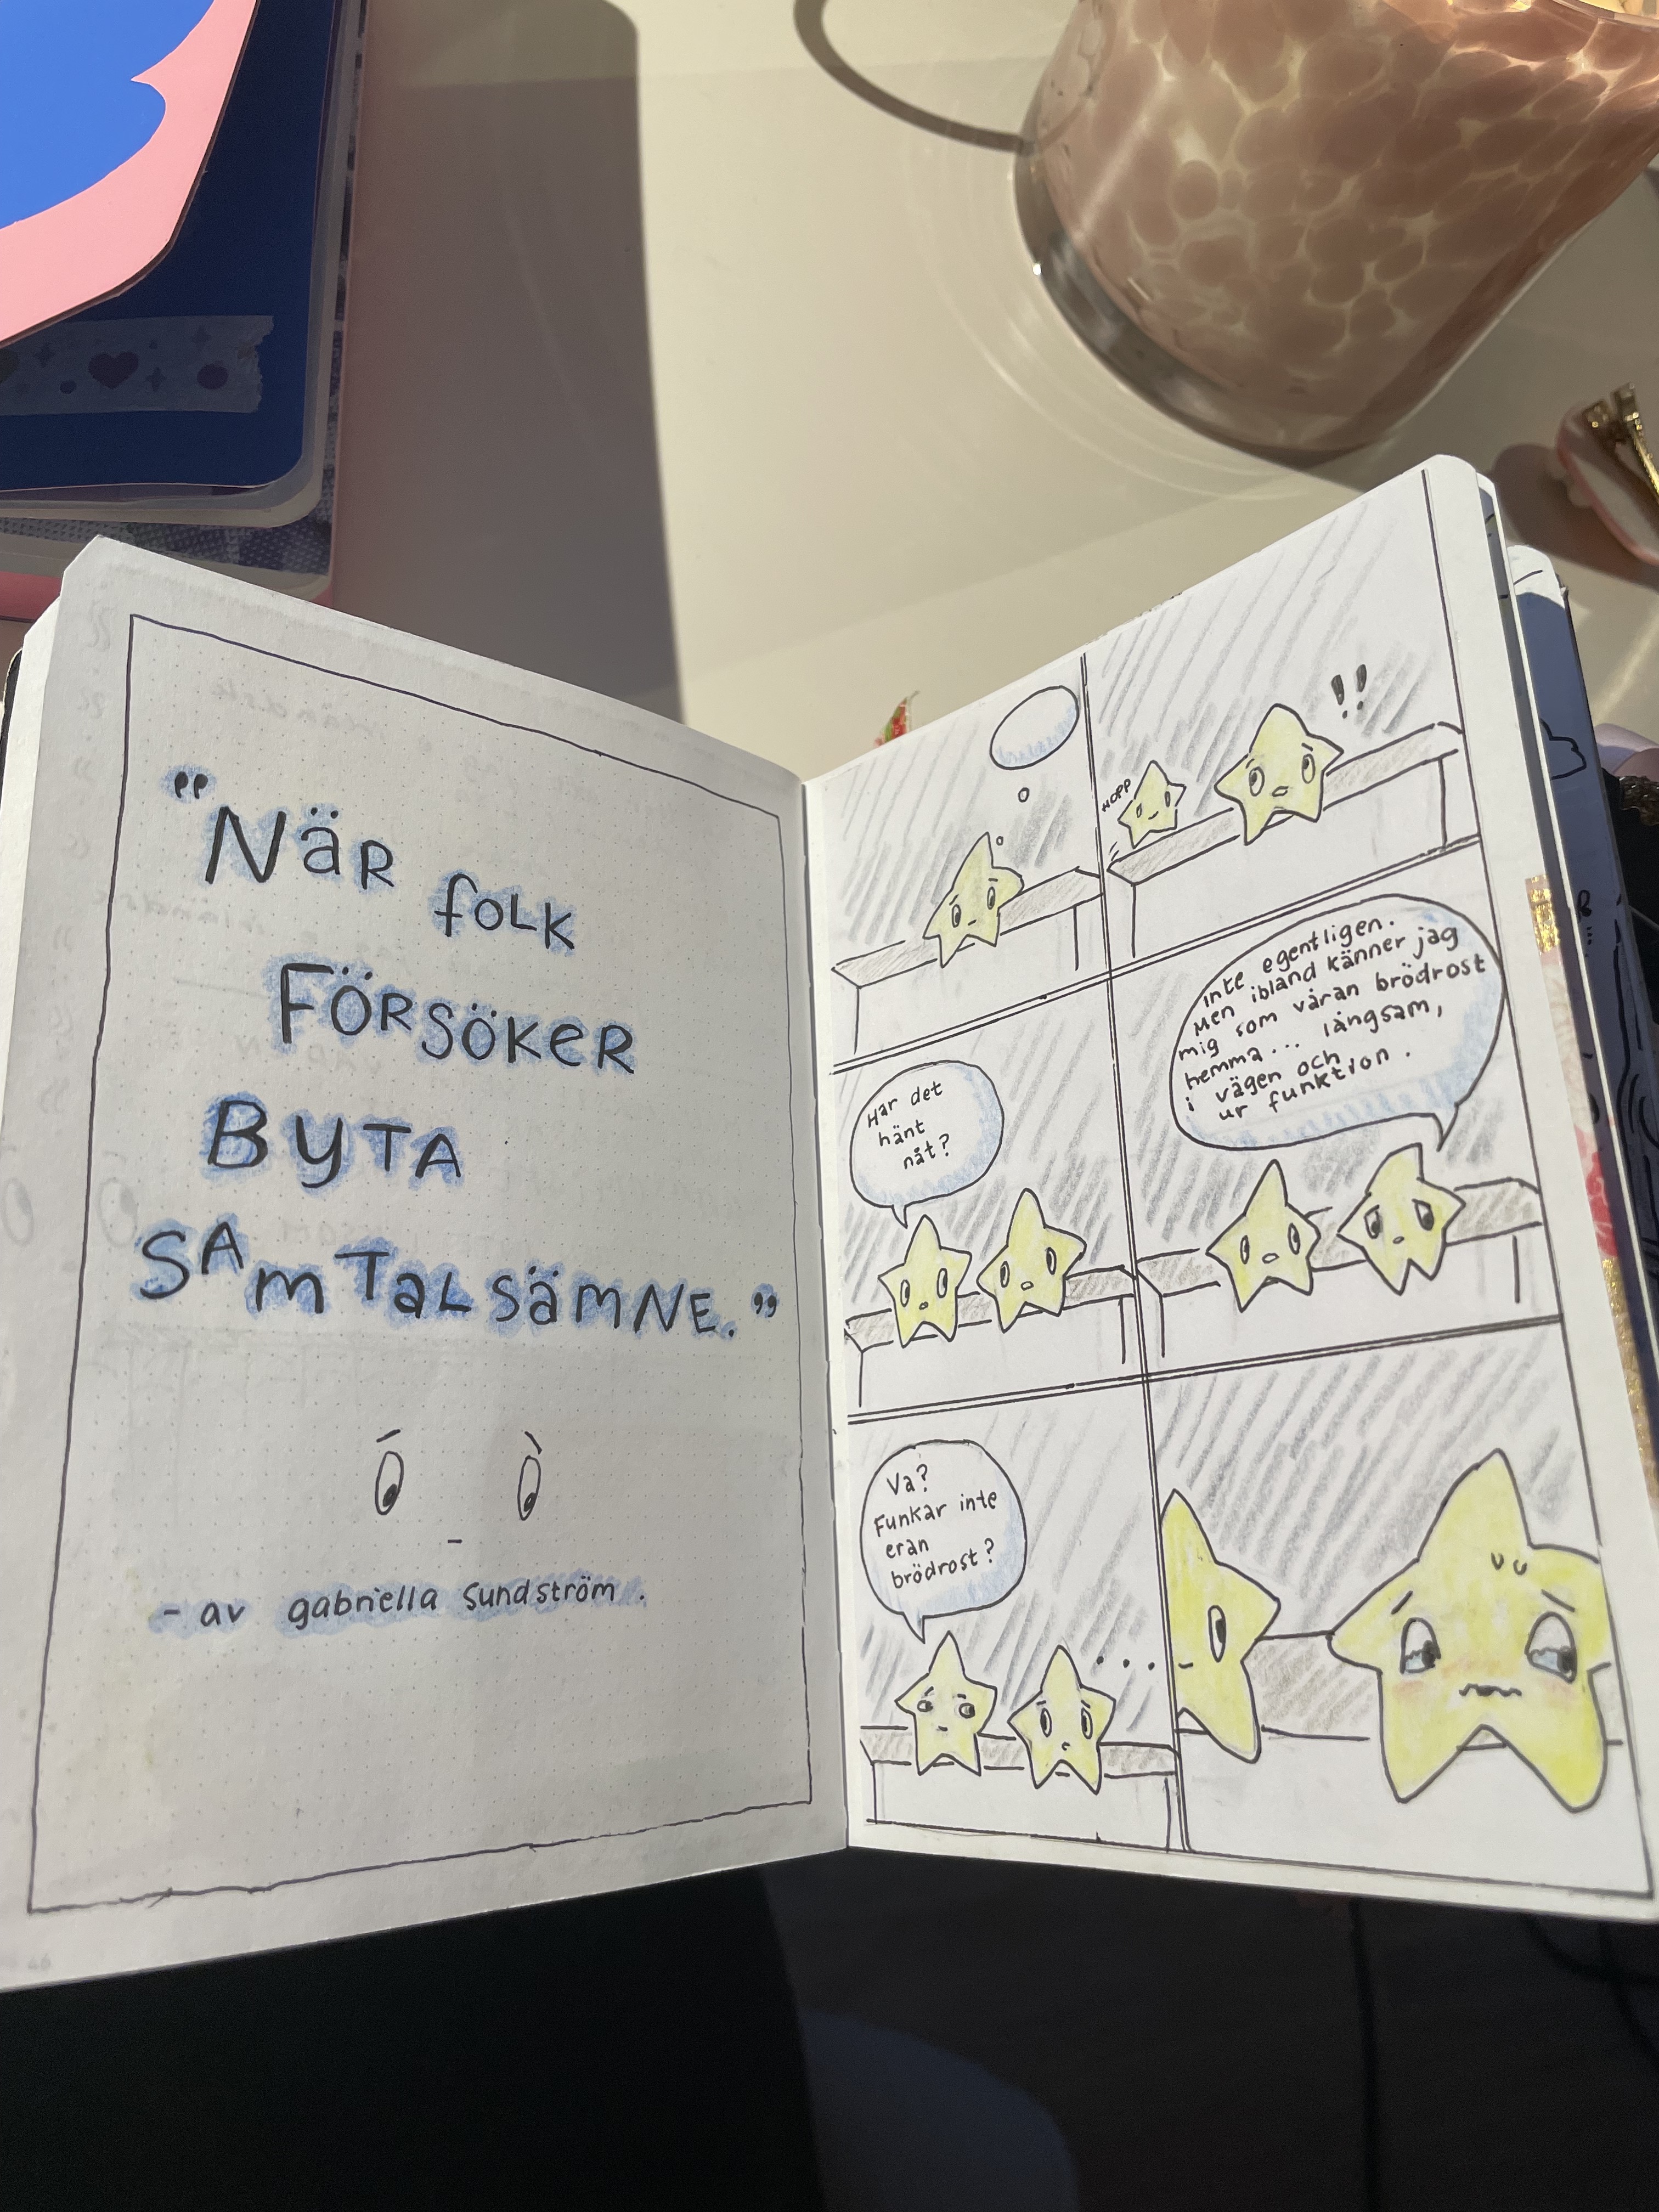 "När folk
Försöker
Byta
Samtalsämne."
- av gabriella Sundström.
HOPP
!!
Har det
hänt
nåt?
inte egentligen.
Men ibland känner jag
mig som våran brödrost
hemma... långsam,
i vägen och
ur funktion.
Va?
Funkar inte
eran
brödrost?
...